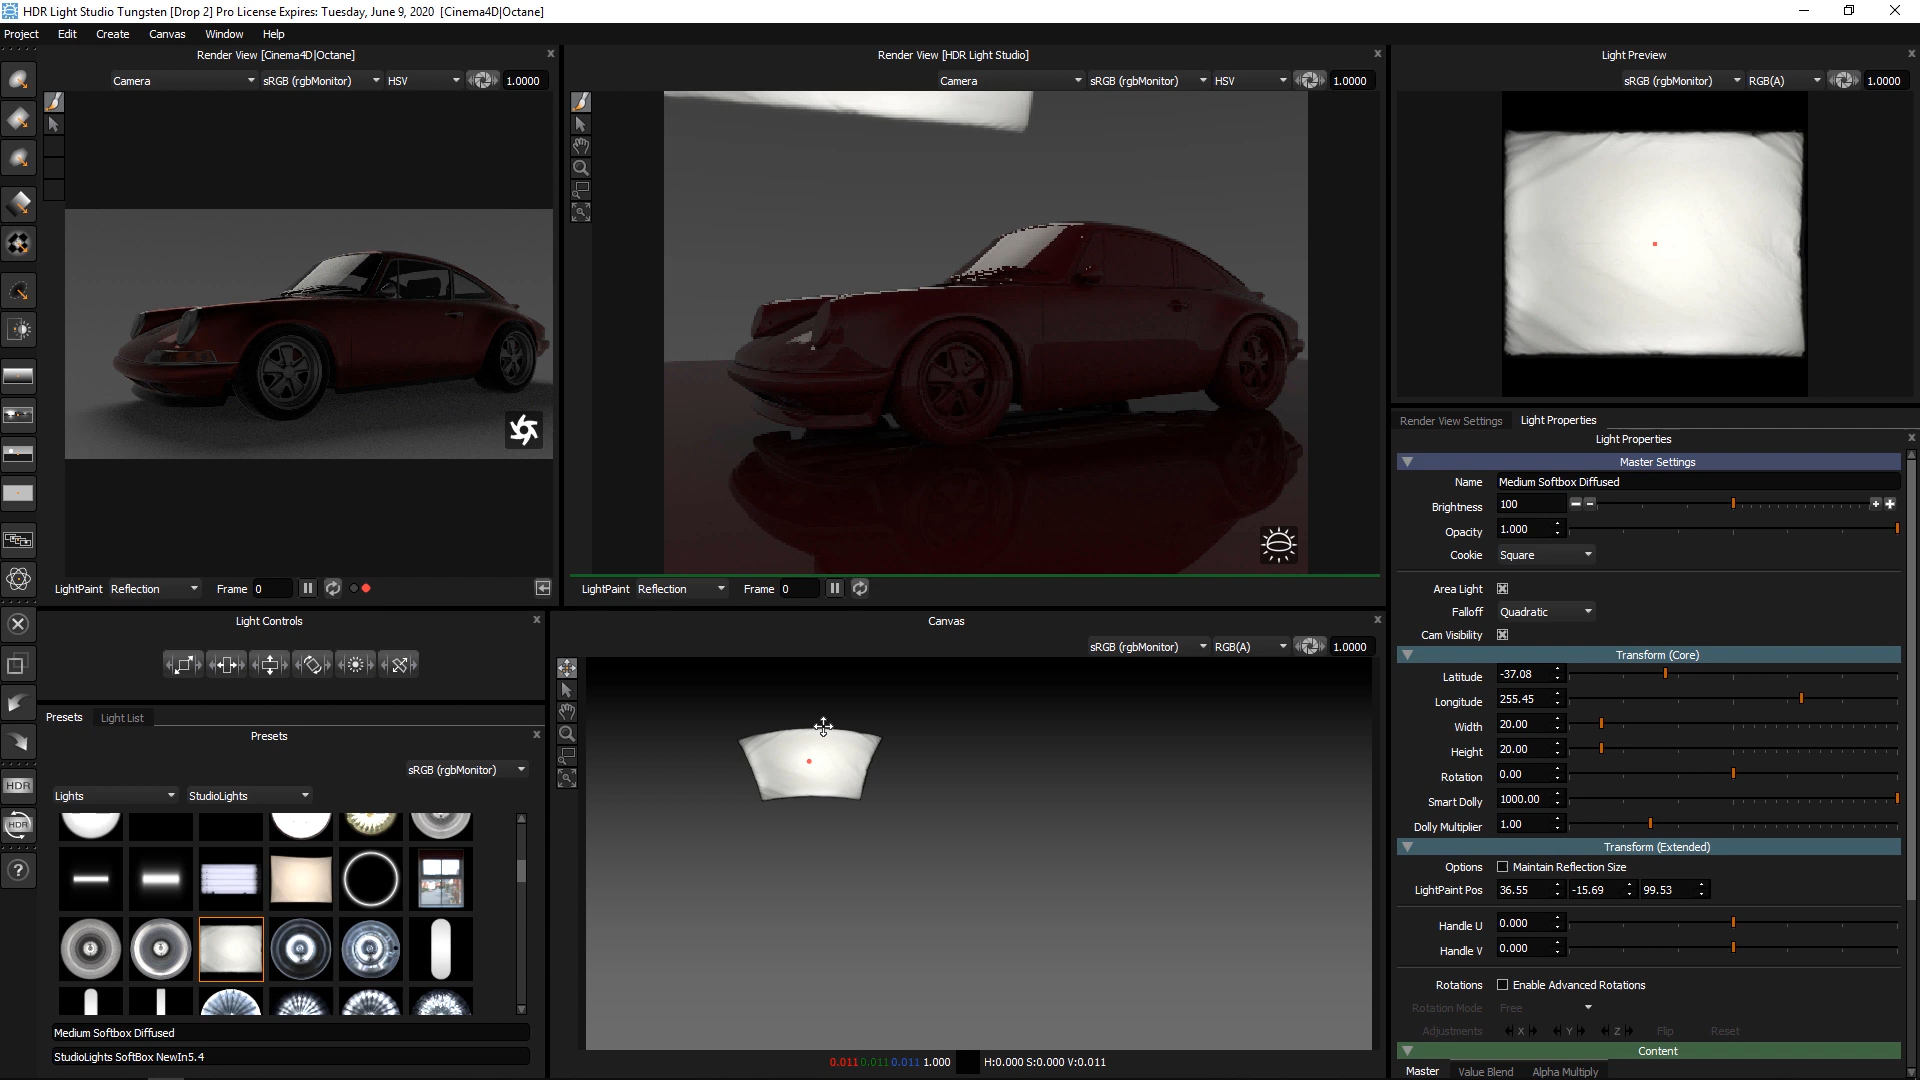 HDR Light Studio Tungsten [Drop 2] Pro License Expires: Tuesday, June 9, 2020 [Cinema4D|Octane]
Project Edit Create Canvas Window Help
Render View [Cinema4D|Octane]
Camera sRGB (rgbMonitor) HSV 1.0000
LightPaint Reflection Frame 0
Render View [HDR Light Studio]
Camera sRGB (rgbMonitor) HSV 1.0000
LightPaint Reflection Frame 0
Light Preview
sRGB (rgbMonitor) RGB(A) 1.0000
HDR
HDR
?
Light Controls
Presets Light List
Presets
sRGB (rgbMonitor)
Lights StudioLights
Medium Softbox Diffused
StudioLights SoftBox NewIn5.4
Canvas
sRGB (rgbMonitor) RGB(A) 1.0000
0.011 0.011 0.011 1.000 H:0.000 S:0.000 V:0.011
Render View Settings Light Properties
Light Properties
Master Settings
Name Medium Softbox Diffused
Brightness 100
Opacity 1.000
Cookie Square
Area Light
Falloff Quadratic
Cam Visibility
Transform (Core)
Latitude -37.08
Longitude 255.45
Width 20.00
Height 20.00
Rotation 0.00
Smart Dolly 1000.00
Dolly Multiplier 1.00
Transform (Extended)
Options Maintain Reflection Size
LightPaint Pos 36.55 -15.69 99.53
Handle U 0.000
Handle V 0.000
Rotations Enable Advanced Rotations
Rotation Mode Free
Adjustments X Y Z Flip Reset
Content
Master Value Blend Alpha Multiply